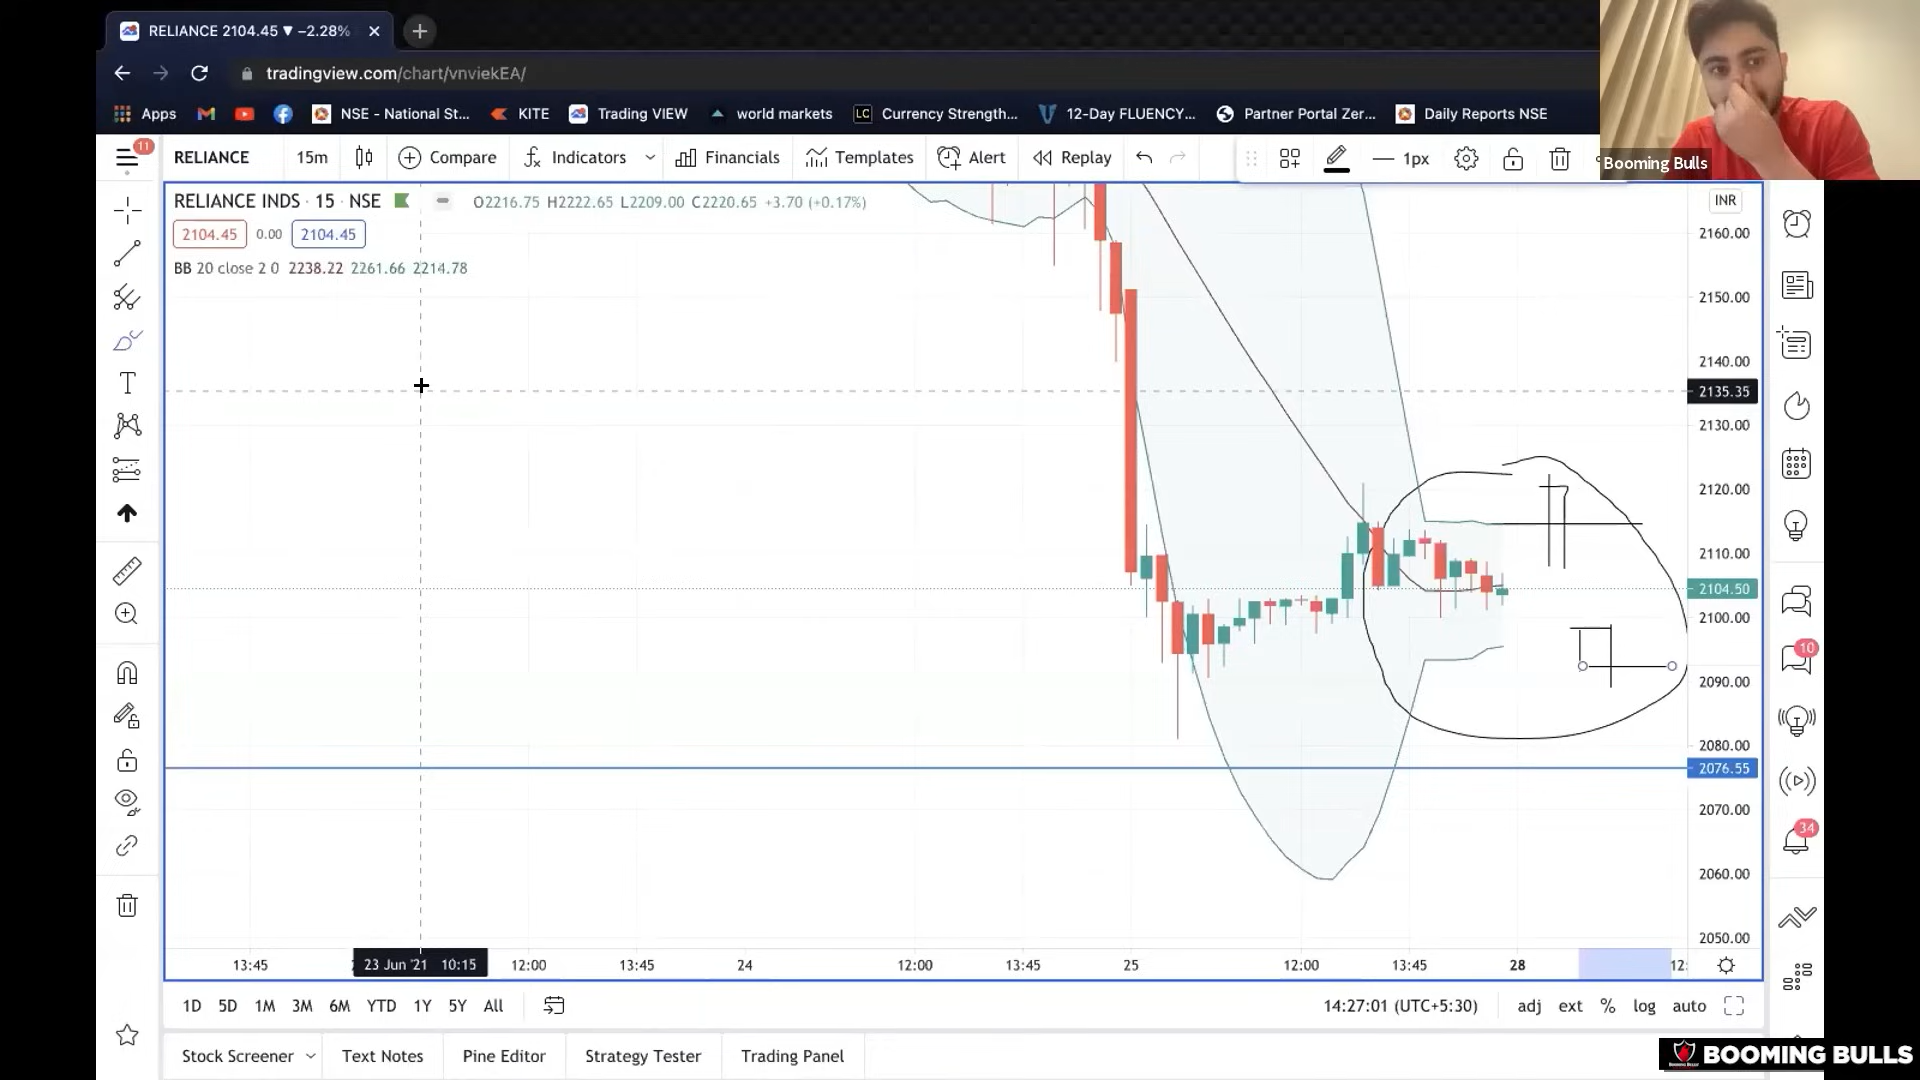 RELIANCE 2104.45 ▼ −2.28%
tradingview.com/chart/vnviekEA/
Apps NSE - National St... KITE Trading VIEW world markets LC Currency Strength... 12-Day FLUENCY... Partner Portal Zer... Daily Reports NSE
11 RELIANCE 15m Compare Indicators Financials Templates Alert Replay 1px
Booming Bulls
RELIANCE INDS · 15 · NSE O2216.75 H2222.65 L2209.00 C2220.65 +3.70 (+0.17%)
INR
2104.45 0.00 2104.45
BB 20 close 2 0 2238.22 2261.66 2214.78
2160.00
2150.00
2140.00
2135.35
2130.00
2120.00
2110.00
2104.50
2100.00
2090.00
2080.00
2076.55
2070.00
2060.00
2050.00
10
34
13:45 23 Jun '21 10:15 12:00 13:45 24 12:00 13:45 25 12:00 13:45 28 12:
1D 5D 1M 3M 6M YTD 1Y 5Y All 14:27:01 (UTC+5:30) adj ext % log auto
Stock Screener Text Notes Pine Editor Strategy Tester Trading Panel
BOOMING BULLS